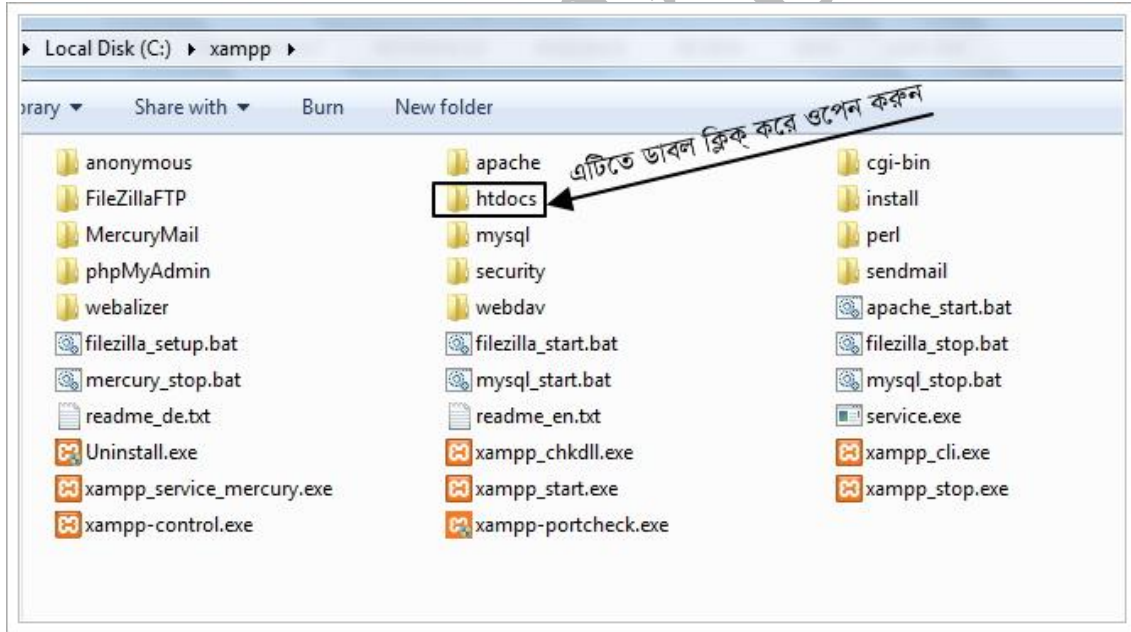 Local Disk (C:) xampp
brary Share with Burn New folder
এটিতে ডাবল ক্লিক্ করে ওপেন করুন
anonymous apache cgi-bin
FileZillaFTP htdocs install
MercuryMail mysql perl
phpMyAdmin security sendmail
webalizer webdav apache_start.bat
filezilla_setup.bat filezilla_start.bat filezilla_stop.bat
mercury_stop.bat mysql_start.bat mysql_stop.bat
readme_de.txt readme_en.txt service.exe
Uninstall.exe xampp_chkdll.exe xampp_cli.exe
xampp_service_mercury.exe xampp_start.exe xampp_stop.exe
xampp-control.exe xampp-portcheck.exe